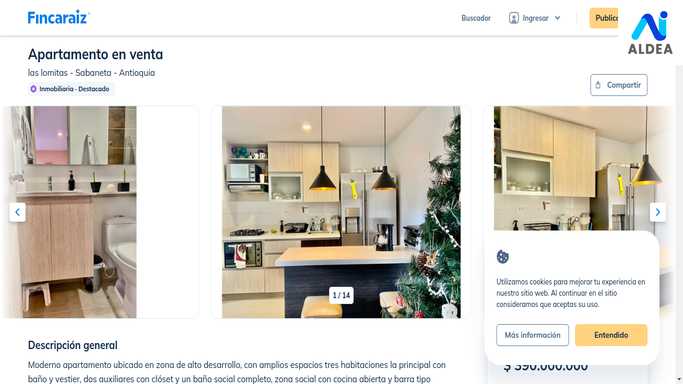 Fincaraiz
Buscador
Ingresar
Public
ALDEA
Apartamento en venta
las lomitas - Sabaneta - Antioquia
Inmobiliaria - Destacado
Compartir
1 / 14
Utilizamos cookies para mejorar tu experiencia en
nuestro sitio web. Al continuar en el sitio
consideramos que aceptas su uso.
Más información
Entendido
$ 390.000.000
Descripción general
Moderno apartamento ubicado en zona de alto desarrollo, con amplios espacios tres habitaciones la principal con
baño y vestier, dos auxiliares con clóset y un baño social completo, zona social con cocina abierta y barra tipo